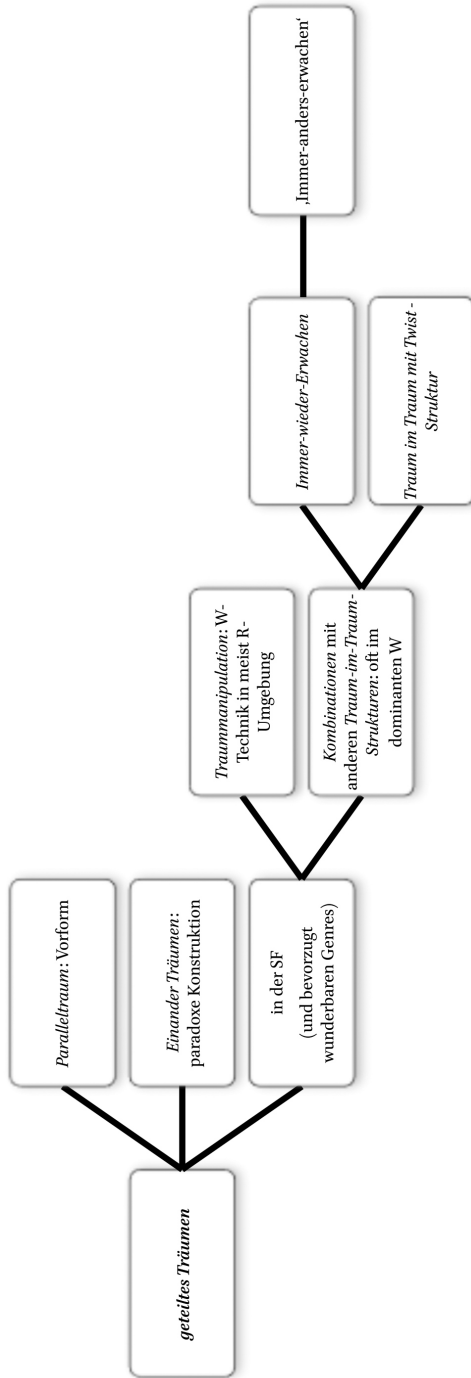 geteiltes Träumen
Paralleltraum: Vorform
Einander Träumen:
paradoxe Konstruktion
in der SF
(und bevorzugt
wunderbaren Genres)
Traummanipulation: W-
Technik in meist R-
Umgebung
Kombinationen mit
anderen Traum-im-Traum-
Strukturen: oft im
dominanten W
Immer-wieder-Erwachen
Traum im Traum mit Twist -
Struktur
‚Immer-anders-erwachen‘